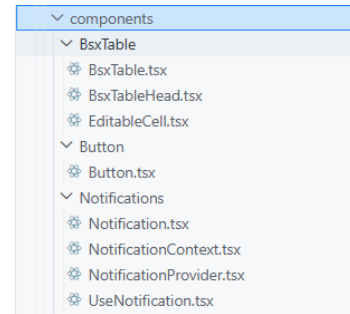 components
BsxTable
BsxTable.tsx
BsxTableHead.tsx
EditableCell.tsx
Button
Button.tsx
Notifications
Notification.tsx
NotificationContext.tsx
NotificationProvider.tsx
UseNotification.tsx